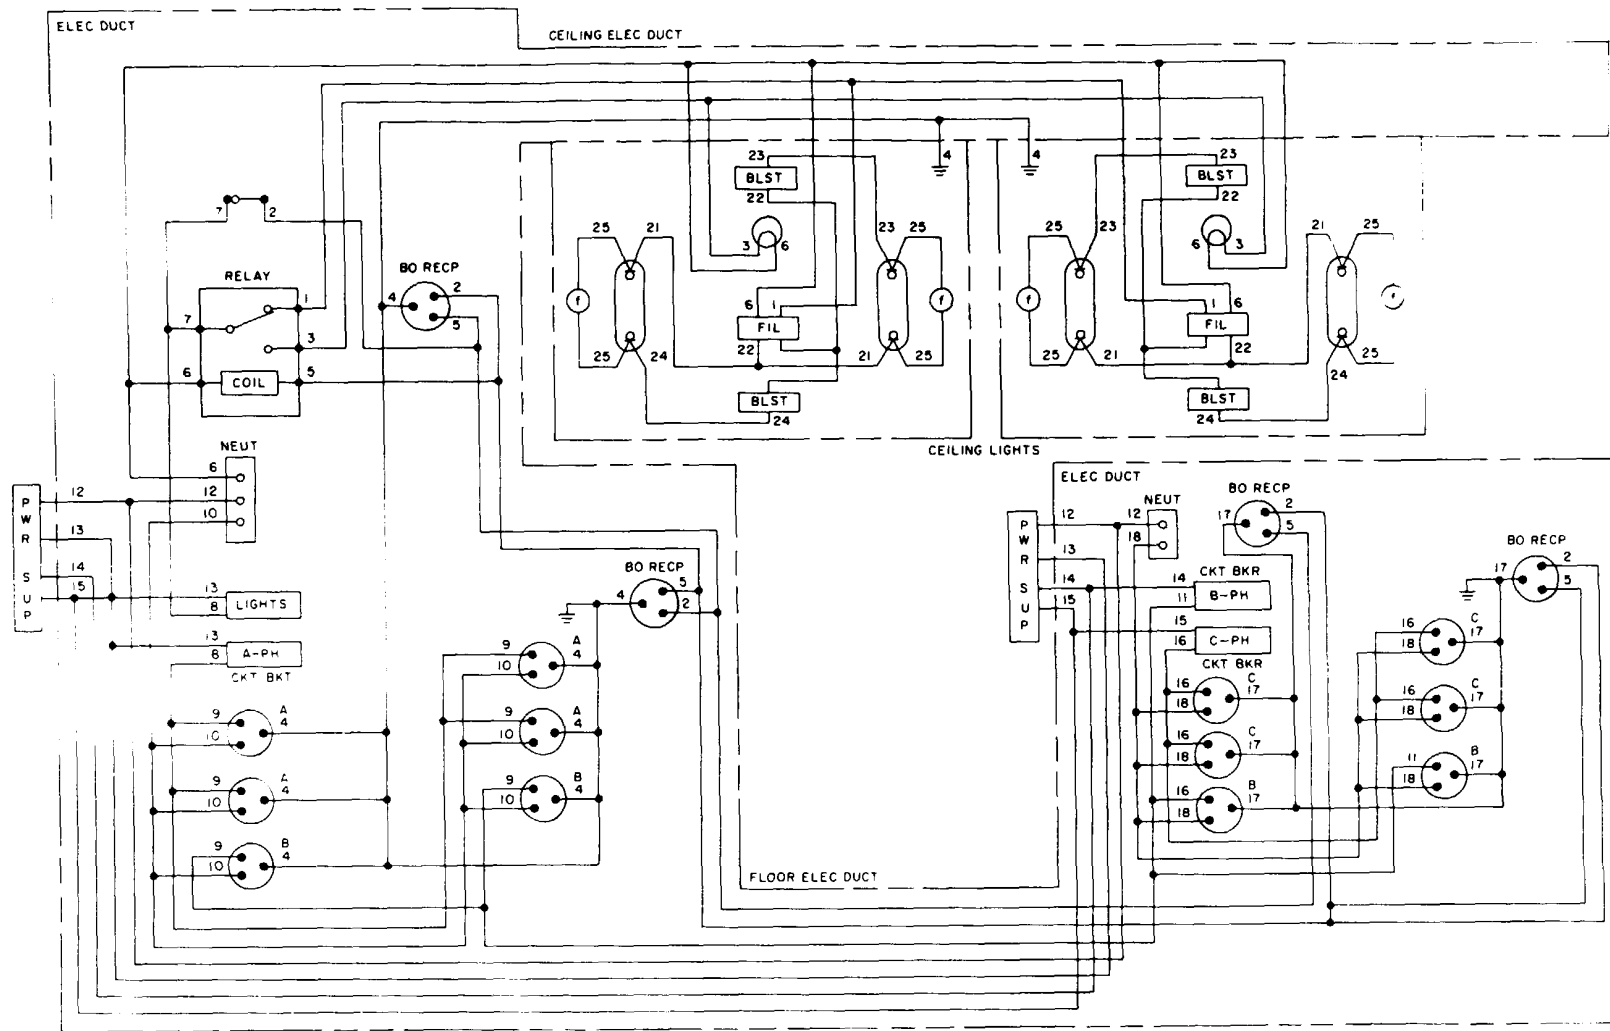 ELEC DUCT
CEILING ELEC DUCT
23
BLST
22
4
4
23
BLST
22
7
2
25
21
3
6
23
25
25
23
6
3
21
25
RELAY
BO RECP
4
2
5
7
1
3
6
COIL
5
f
6
1
FIL
22
f
f
1
6
FIL
22
f
25
24
21
25
25
21
24
25
BLST
24
BLST
24
CEILING LIGHTS
NEUT
6
12
10
PWR SUP
12
13
14
15
13
8
LIGHTS
13
8
A-PH
CKT BKT
9
10
A
4
9
10
A
4
9
10
B
4
BO RECP
4
5
2
9
10
A
4
9
10
A
4
9
10
B
4
FLOOR ELEC DUCT
ELEC DUCT
PWR SUP
12
13
14
15
NEUT
12
18
BO RECP
17
2
5
CKT BKR
14
11
B-PH
15
16
C-PH
CKT BKR
16
18
C
17
16
18
C
17
16
18
B
17
BO RECP
17
2
5
16
18
C
17
16
18
C
17
11
18
B
17